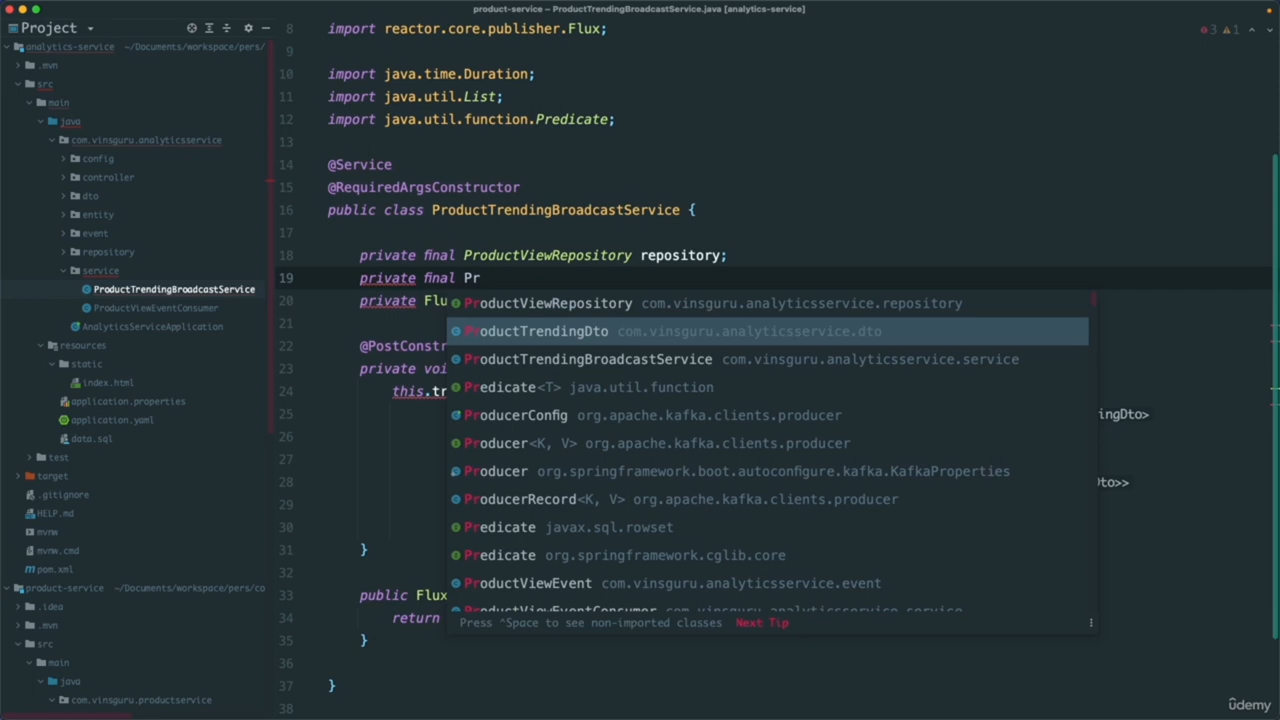 product-service – ProductTrendingBroadcastService.java [analytics-service]
Project
analytics-service ~/Documents/workspace/pers/
.mvn
src
main
java
com.vinsguru.analyticsservice
config
controller
dto
entity
event
repository
service
ProductTrendingBroadcastService
ProductViewEventConsumer
AnalyticsServiceApplication
resources
static
index.html
application.properties
application.yaml
data.sql
test
target
.gitignore
HELP.md
mvnw
mvnw.cmd
pom.xml
product-service ~/Documents/workspace/pers/co
.idea
.mvn
src
main
java
com.vinsguru.productservice
3 1
8 import reactor.core.publisher.Flux;
9
10 import java.time.Duration;
11 import java.util.List;
12 import java.util.function.Predicate;
13
14 @Service
15 @RequiredArgsConstructor
16 public class ProductTrendingBroadcastService {
17
18 private final ProductViewRepository repository;
19 private final Pr
20 private Flu
21
22 @PostConstr
23 private voi
24 this.tr
25 ingDto>
26
27
28 Dto>>
29
30
31 }
32
33 public Flux
34 return
35 }
36
37 }
38
ProductViewRepository com.vinsguru.analyticsservice.repository
ProductTrendingDto com.vinsguru.analyticsservice.dto
ProductTrendingBroadcastService com.vinsguru.analyticsservice.service
Predicate<T> java.util.function
ProducerConfig org.apache.kafka.clients.producer
Producer<K, V> org.apache.kafka.clients.producer
Producer org.springframework.boot.autoconfigure.kafka.KafkaProperties
ProducerRecord<K, V> org.apache.kafka.clients.producer
Predicate javax.sql.rowset
Predicate org.springframework.cglib.core
ProductViewEvent com.vinsguru.analyticsservice.event
ProductViewEventConsumer com.vinsguru.analyticsservice.service
Press ^Space to see non-imported classes Next Tip
ûdemy